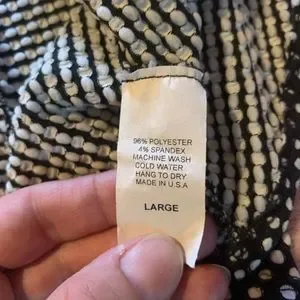 96% POLYESTER
4% SPANDEX
MACHINE WASH
COLD WATER
HANG TO DRY
MADE IN U.S.A
LARGE